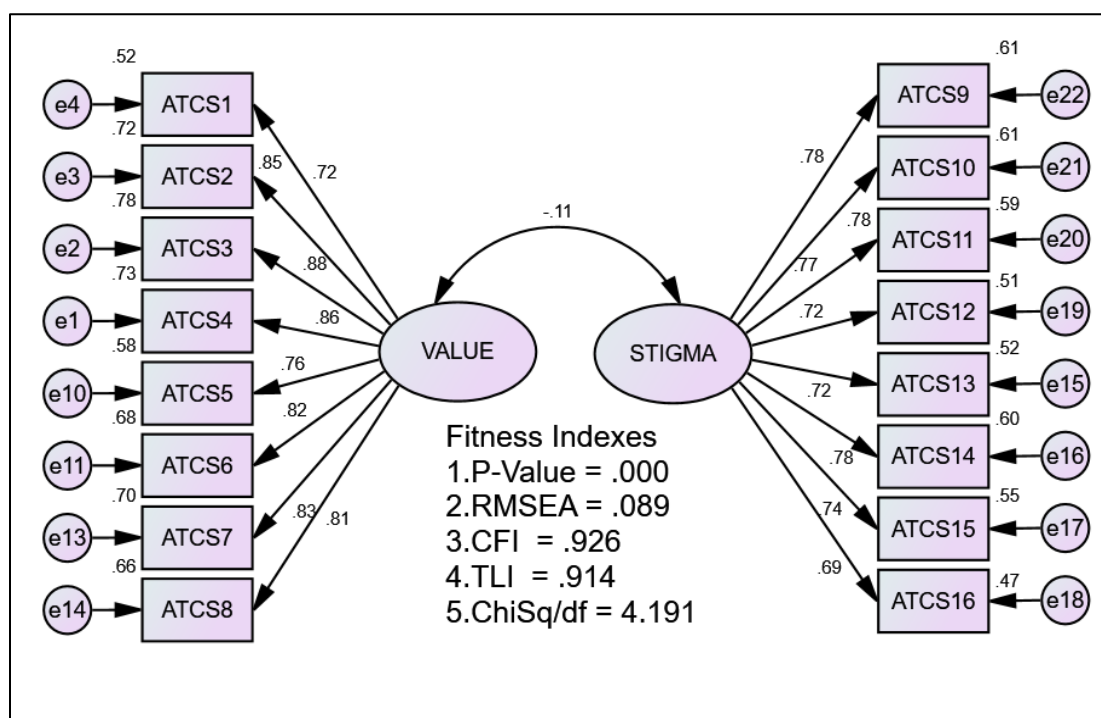 .52
e4 ATCS1
.72
e3 ATCS2
.78
e2 ATCS3
.73
e1 ATCS4
.58
e10 ATCS5
.68
e11 ATCS6
.70
e13 ATCS7
.66
e14 ATCS8
.72
.85
.88
.86
.76
.82
.83
.81
VALUE
-.11
STIGMA
Fitness Indexes
1.P-Value = .000
2.RMSEA = .089
3.CFI = .926
4.TLI = .914
5.ChiSq/df = 4.191
.78
.78
.77
.72
.72
.78
.74
.69
.61
ATCS9 e22
.61
ATCS10 e21
.59
ATCS11 e20
.51
ATCS12 e19
.52
ATCS13 e15
.60
ATCS14 e16
.55
ATCS15 e17
.47
ATCS16 e18